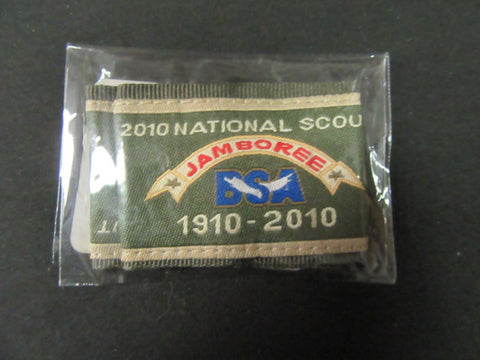 2010 NATIONAL SCOU
JAMBOREE
BSA
1910 - 2010